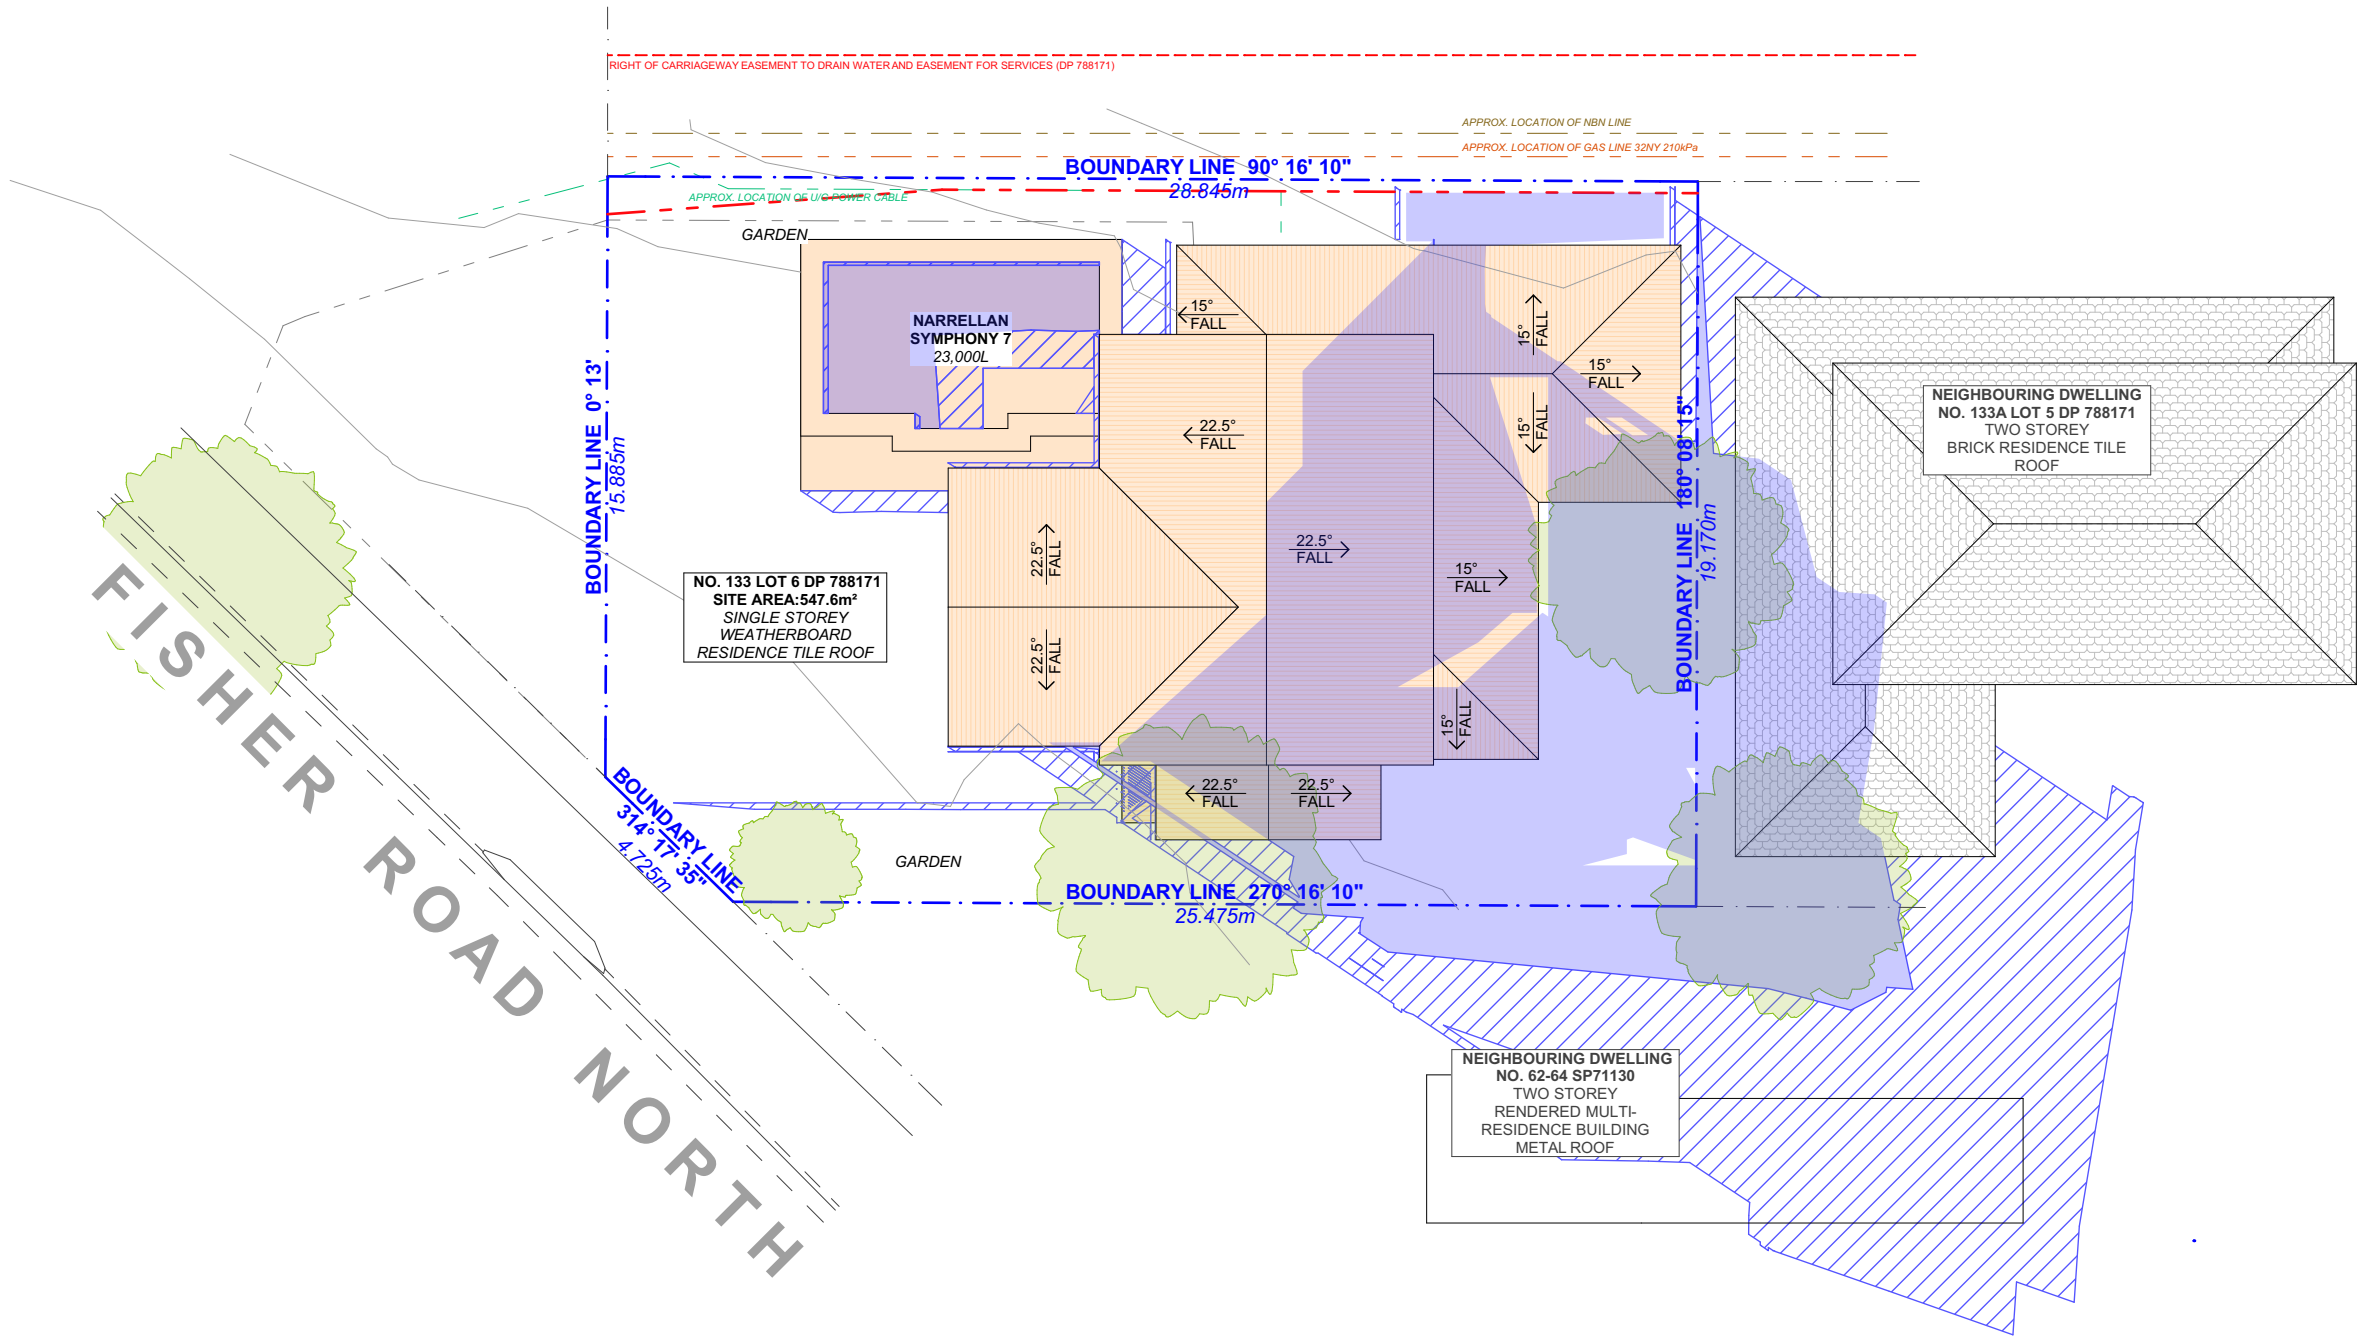 RIGHT OF CARRIAGEWAY EASEMENT TO DRAIN WATER AND EASEMENT FOR SERVICES (DP 788171)
APPROX. LOCATION OF NBN LINE
APPROX. LOCATION OF GAS LINE 32NY 210kPa
BOUNDARY LINE 90° 16' 10"
28.845m
APPROX. LOCATION OF U/G POWER CABLE
GARDEN
15°
FALL
NARRELLAN
SYMPHONY 7
23,000L
15°
FALL
15°
FALL
15°
FALL
22.5°
FALL
NEIGHBOURING DWELLING
NO. 133A LOT 5 DP 788171
TWO STOREY
BRICK RESIDENCE TILE
ROOF
BOUNDARY LINE 0° 13'
15.885m
BOUNDARY LINE 180° 08' 15"
19.170m
22.5°
FALL
22.5°
FALL
15°
FALL
NO. 133 LOT 6 DP 788171
SITE AREA:547.6m²
SINGLE STOREY
WEATHERBOARD
RESIDENCE TILE ROOF
22.5°
FALL
15°
FALL
22.5°
FALL
22.5°
FALL
BOUNDARY LINE
314° 17' 35"
4.725m
GARDEN
BOUNDARY LINE 270° 16' 10"
25.475m
FISHER ROAD NORTH
NEIGHBOURING DWELLING
NO. 62-64 SP71130
TWO STOREY
RENDERED MULTI-
RESIDENCE BUILDING
METAL ROOF